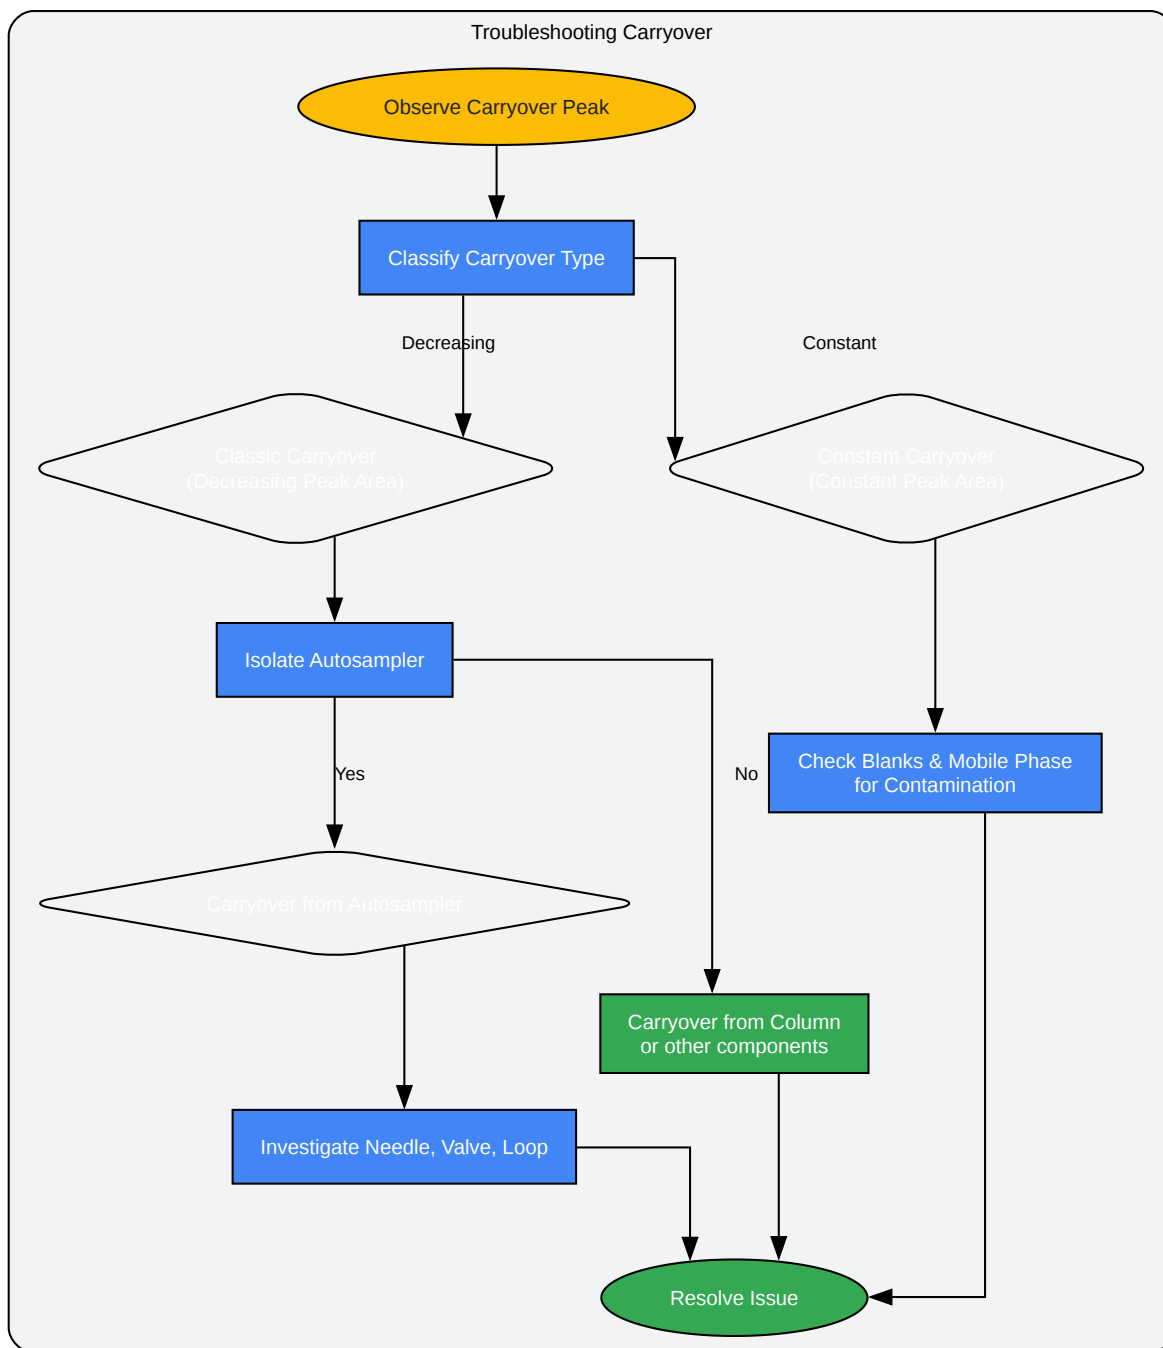 Troubleshooting Carryover
Observe Carryover Peak
Classify Carryover Type
Decreasing
Constant
Classic Carryover
(Decreasing Peak Area)
Constant Carryover
(Constant Peak Area)
Isolate Autosampler
Yes
No
Check Blanks & Mobile Phase
for Contamination
Carryover from Autosampler
Carryover from Column
or other components
Investigate Needle, Valve, Loop
Resolve Issue